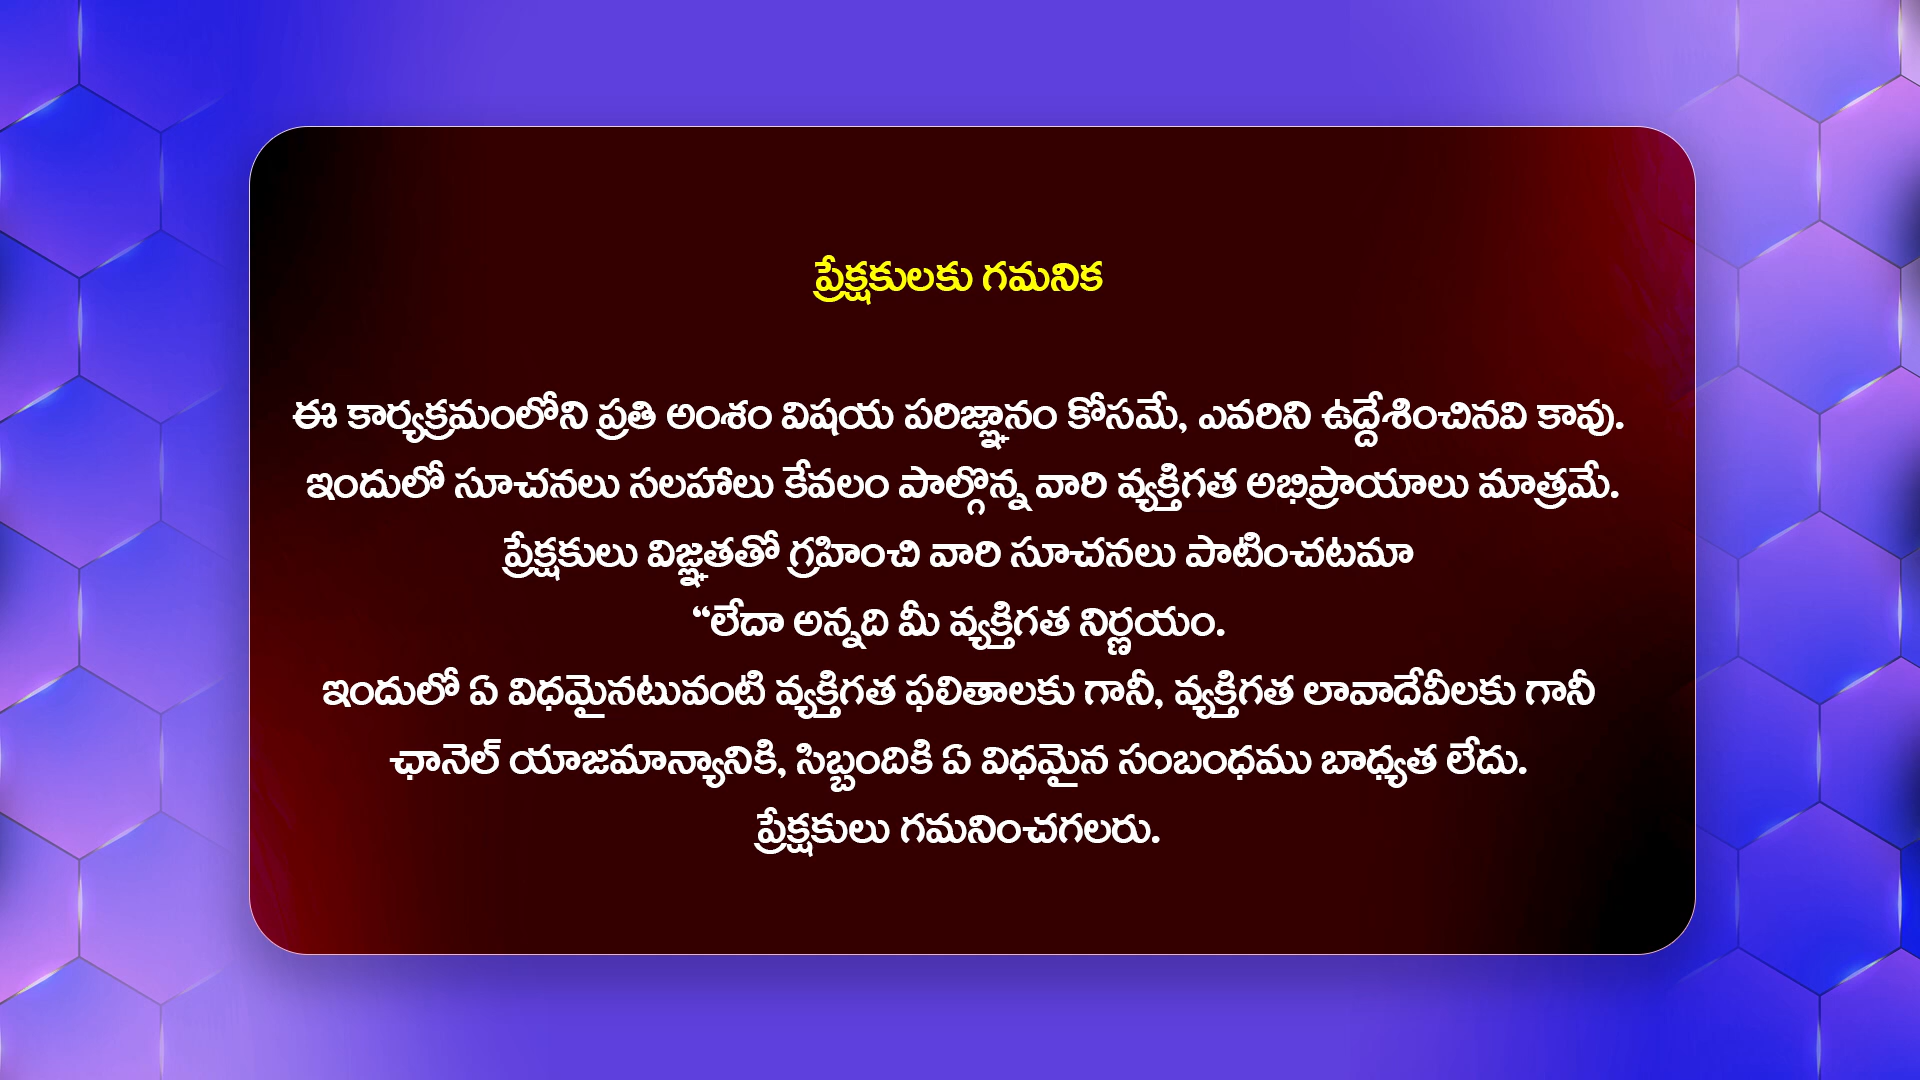 ప్రేక్షకులకు గమనిక
ఈ కార్యక్రమంలోని ప్రతి అంశం విషయ పరిజ్ఞానం కోసమే, ఎవరిని ఉద్దేశించినవి కావు.
ఇందులో సూచనలు సలహాలు కేవలం పాల్గొన్న వారి వ్యక్తిగత అభిప్రాయాలు మాత్రమే.
ప్రేక్షకులు విజ్ఞతతో గ్రహించి వారి సూచనలు పాటించటమా
“లేదా అన్నది మీ వ్యక్తిగత నిర్ణయం.
ఇందులో ఏ విధమైనటువంటి వ్యక్తిగత ఫలితాలకు గానీ, వ్యక్తిగత లావాదేవీలకు గానీ
ఛానెల్ యాజమాన్యానికి, సిబ్బందికి ఏ విధమైన సంబంధము బాధ్యత లేదు.
ప్రేక్షకులు గమనించగలరు.